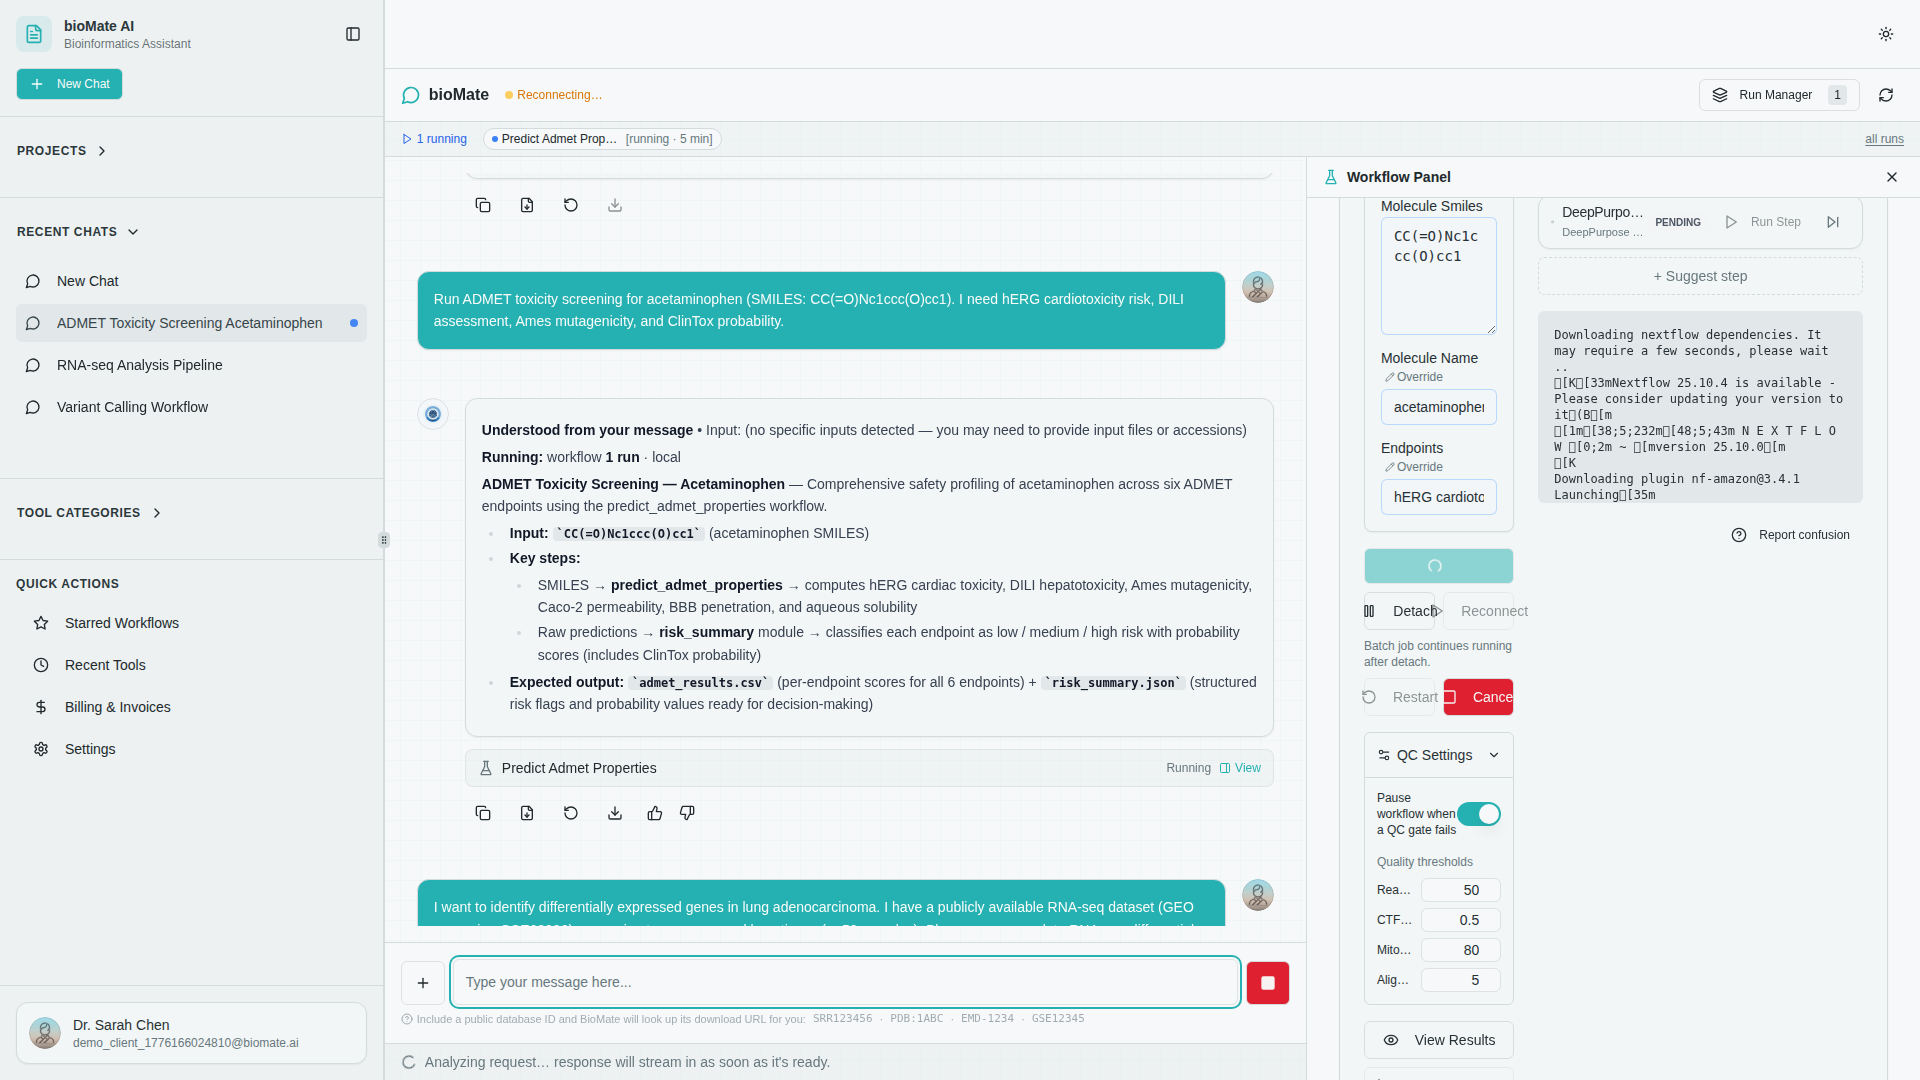 bioMate AI
Bioinformatics Assistant
New Chat
PROJECTS
RECENT CHATS
New Chat
ADMET Toxicity Screening Acetaminophen
RNA-seq Analysis Pipeline
Variant Calling Workflow
TOOL CATEGORIES
QUICK ACTIONS
Starred Workflows
Recent Tools
Billing & Invoices
Settings
Dr. Sarah Chen
demo_client_1776166024810@biomate.ai
bioMate
Reconnecting…
Run Manager 1
1 running
Predict Admet Prop… [running · 5 min]
all runs
Run ADMET toxicity screening for acetaminophen (SMILES: CC(=O)Nc1ccc(O)cc1). I need hERG cardiotoxicity risk, DILI
assessment, Ames mutagenicity, and ClinTox probability.
Understood from your message • Input: (no specific inputs detected — you may need to provide input files or accessions)
Running: workflow 1 run · local
ADMET Toxicity Screening — Acetaminophen — Comprehensive safety profiling of acetaminophen across six ADMET
endpoints using the predict_admet_properties workflow.
Input: `CC(=O)Nc1ccc(O)cc1` (acetaminophen SMILES)
Key steps:
SMILES → predict_admet_properties → computes hERG cardiac toxicity, DILI hepatotoxicity, Ames mutagenicity,
Caco-2 permeability, BBB penetration, and aqueous solubility
Raw predictions → risk_summary module → classifies each endpoint as low / medium / high risk with probability
scores (includes ClinTox probability)
Expected output: `admet_results.csv` (per-endpoint scores for all 6 endpoints) + `risk_summary.json` (structured
risk flags and probability values ready for decision-making)
Predict Admet Properties
Running View
I want to identify differentially expressed genes in lung adenocarcinoma. I have a publicly available RNA-seq dataset (GEO
Type your message here...
Include a public database ID and BioMate will look up its download URL for you: SRR123456 · PDB:1ABC · EMD-1234 · GSE12345
Analyzing request… response will stream in as soon as it's ready.
Workflow Panel
Molecule Smiles
CC(=O)Nc1c
cc(O)cc1
Molecule Name
Override
acetaminophen
Endpoints
Override
hERG cardioto
Detach
Reconnect
Batch job continues running
after detach.
Restart
Cance
QC Settings
Pause
workflow when
a QC gate fails
Quality thresholds
Rea… 50
CTF… 0.5
Mito… 80
Alig… 5
View Results
DeepPurpo…
DeepPurpose …
PENDING
Run Step
+ Suggest step
Downloading nextflow dependencies. It
may require a few seconds, please wait
..
[K[33mNextflow 25.10.4 is available -
Please consider updating your version to
it(B[m
[1m[38;5;232m[48;5;43m N E X T F L O
W [0;2m ~ [mversion 25.10.0[m
[K
Downloading plugin nf-amazon@3.4.1
Launching[35m
Report confusion